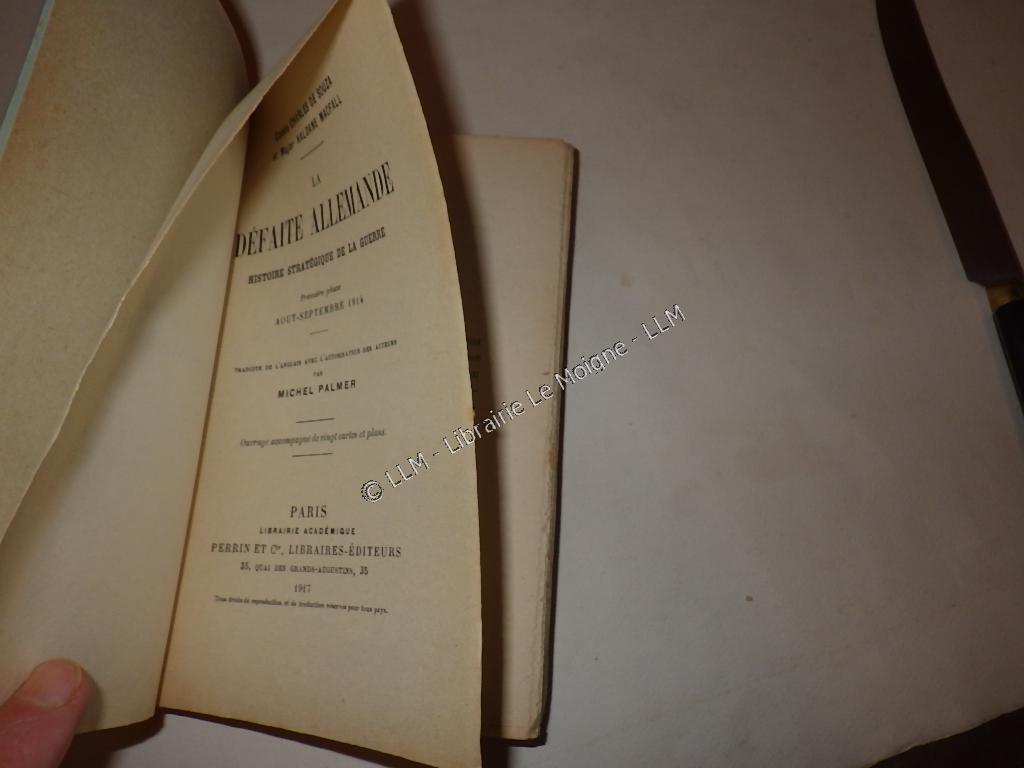 Comte CHARLES DE SOUZA
et Major HALDANE MACFALL
LA
DÉFAITE ALLEMANDE
HISTOIRE STRATÉGIQUE DE LA GUERRE
Première phase
AOUT-SEPTEMBRE 1914
TRADUITE DE L'ANGLAIS AVEC L'AUTORISATION DES AUTEURS
PAR
MICHEL PALMER
Ouvrage accompagné de vingt cartes et plans.
PARIS
LIBRAIRIE ACADÉMIQUE
PERRIN ET Cie, LIBRAIRES-ÉDITEURS
35, QUAI DES GRANDS-AUGUSTINS, 35
1917
Tous droits de reproduction et de traduction réservés pour tous pays.
© LLM - Librairie Le Moigne - LLM